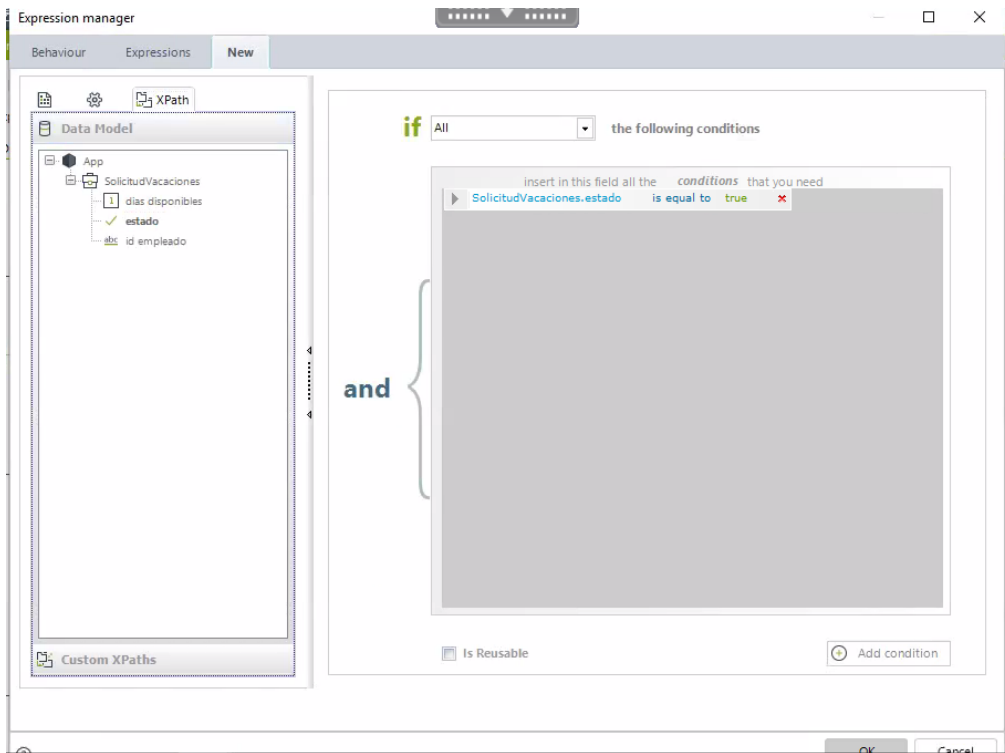 Expression manager
Behaviour Expressions New
XPath
Data Model
App
SolicitudVacaciones
1 dias disponibles
estado
abc id empleado
Custom XPaths
if All the following conditions
insert in this field all the conditions that you need
SolicitudVacaciones.estado is equal to true
and
Is Reusable
Add condition
OK Cancel